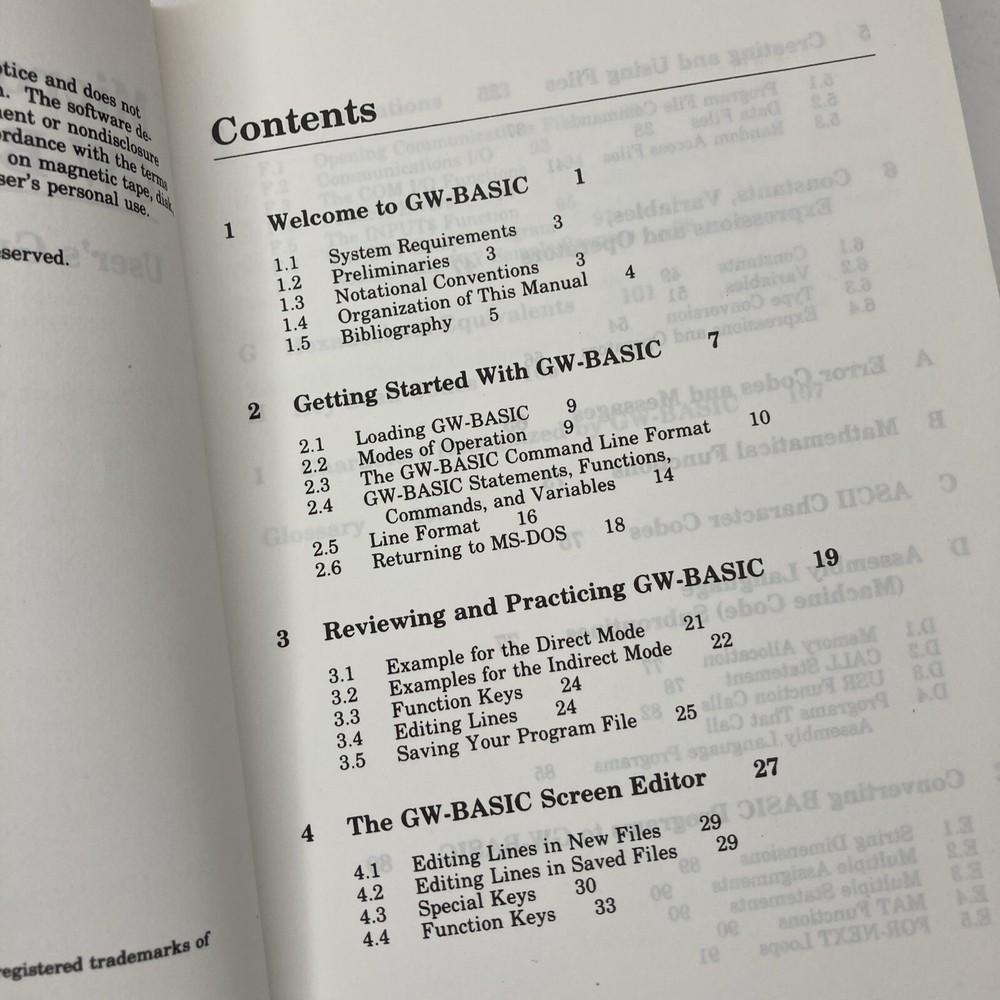 tice and does not
The software de-
ent or nondisclosure
rdance with the terms
on magnetic tape, disk,
ser's personal use.
served.
egistered trademarks of
Contents
1 Welcome to GW-BASIC 1
1.1 System Requirements 3
1.2 Preliminaries 3
1.3 Notational Conventions 3
1.4 Organization of This Manual 4
1.5 Bibliography 5
2 Getting Started With GW-BASIC 7
2.1 Loading GW-BASIC 9
2.2 Modes of Operation 9
2.3 The GW-BASIC Command Line Format 10
2.4 GW-BASIC Statements, Functions,
Commands, and Variables 14
2.5 Line Format 16
2.6 Returning to MS-DOS 18
3 Reviewing and Practicing GW-BASIC 19
3.1 Example for the Direct Mode 21
3.2 Examples for the Indirect Mode 22
3.3 Function Keys 24
3.4 Editing Lines 24
3.5 Saving Your Program File 25
4 The GW-BASIC Screen Editor 27
4.1 Editing Lines in New Files 29
4.2 Editing Lines in Saved Files 29
4.3 Special Keys 30
4.4 Function Keys 33